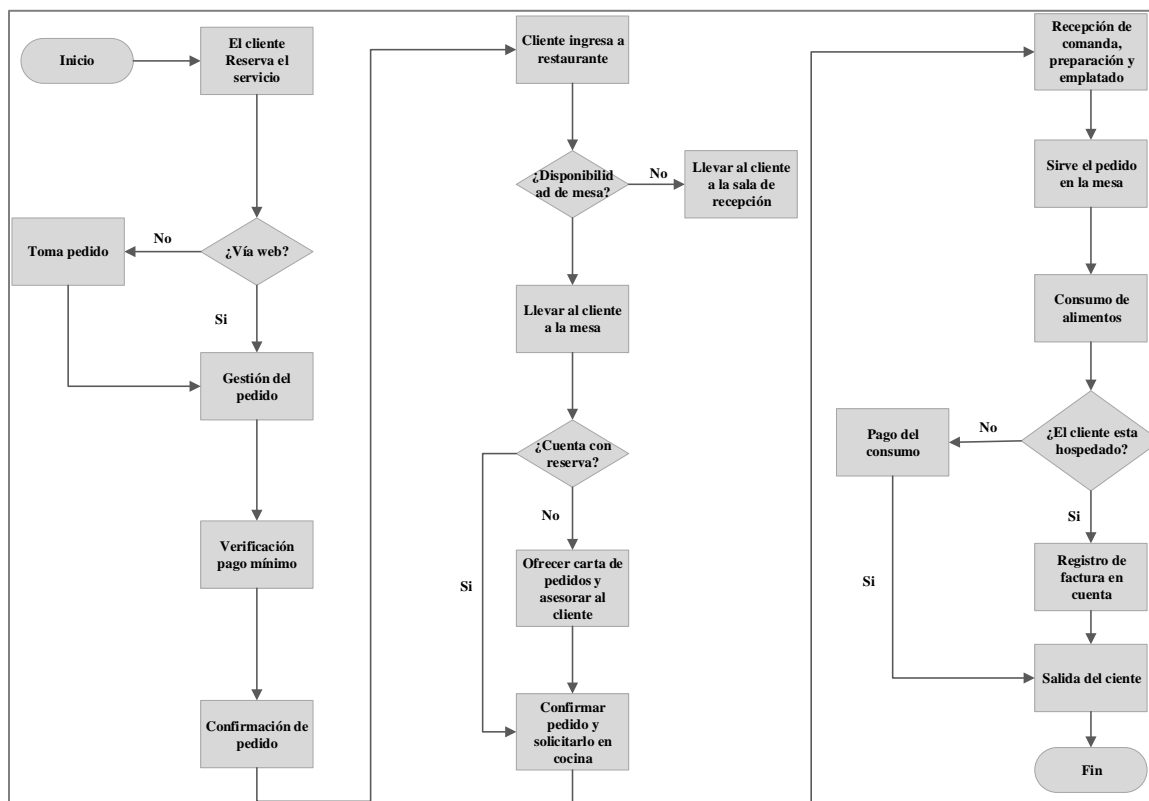 Inicio
El cliente
Reserva el
servicio
¿Vía web?
No
Toma pedido
Si
Gestión del
pedido
Verificación
pago mínimo
Confirmación de
pedido
Cliente ingresa a
restaurante
¿Disponibilid
ad de mesa?
No
Llevar al cliente
a la sala de
recepción
Llevar al cliente
a la mesa
¿Cuenta con
reserva?
No
Si
Ofrecer carta de
pedidos y
asesorar al
cliente
Confirmar
pedido y
solicitarlo en
cocina
Recepción de
comanda,
preparación y
emplatado
Sirve el pedido
en la mesa
Consumo de
alimentos
¿El cliente esta
hospedado?
No
Pago del
consumo
Si
Si
Registro de
factura en
cuenta
Salida del ciente
Fin